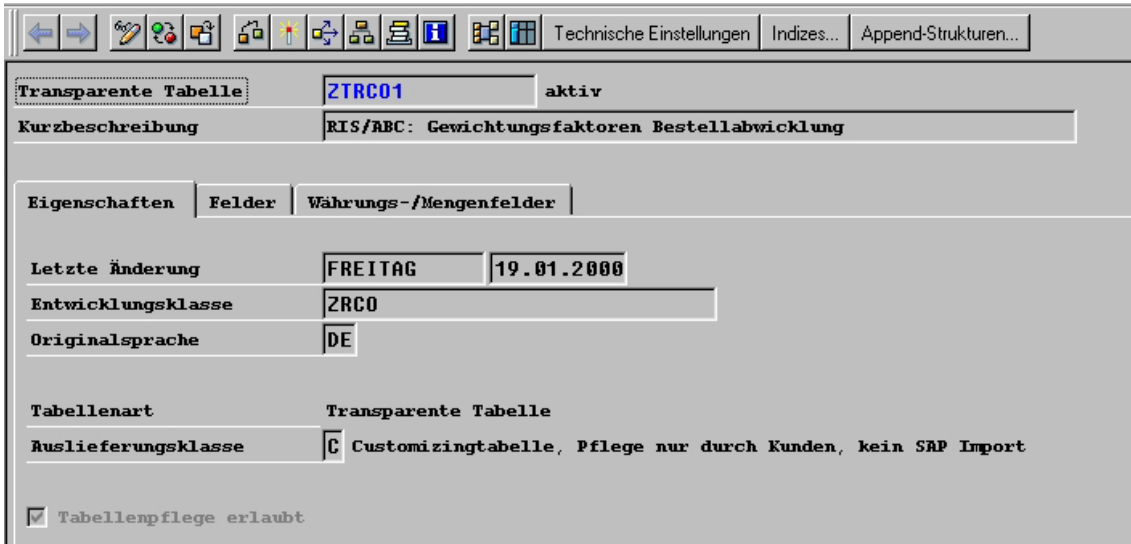 Technische Einstellungen Indizes... Append-Strukturen...
Transparente Tabelle ZTRCO1 aktiv
Kurzbeschreibung RIS/ABC: Gewichtungsfaktoren Bestellabwicklung
Eigenschaften Felder Währungs-/Mengenfelder
Letzte Änderung FREITAG 19.01.2000
Entwicklungsklasse ZRCO
Originalsprache DE
Tabellenart Transparente Tabelle
Auslieferungsklasse C Customizingtabelle, Pflege nur durch Kunden, kein SAP Import
Tabellenpflege erlaubt